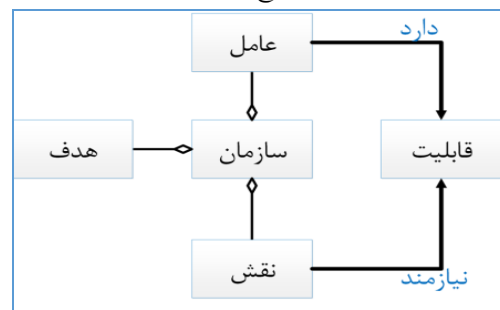 عامل
دارد
هدف
سازمان
قابلیت
نقش
نیازمند